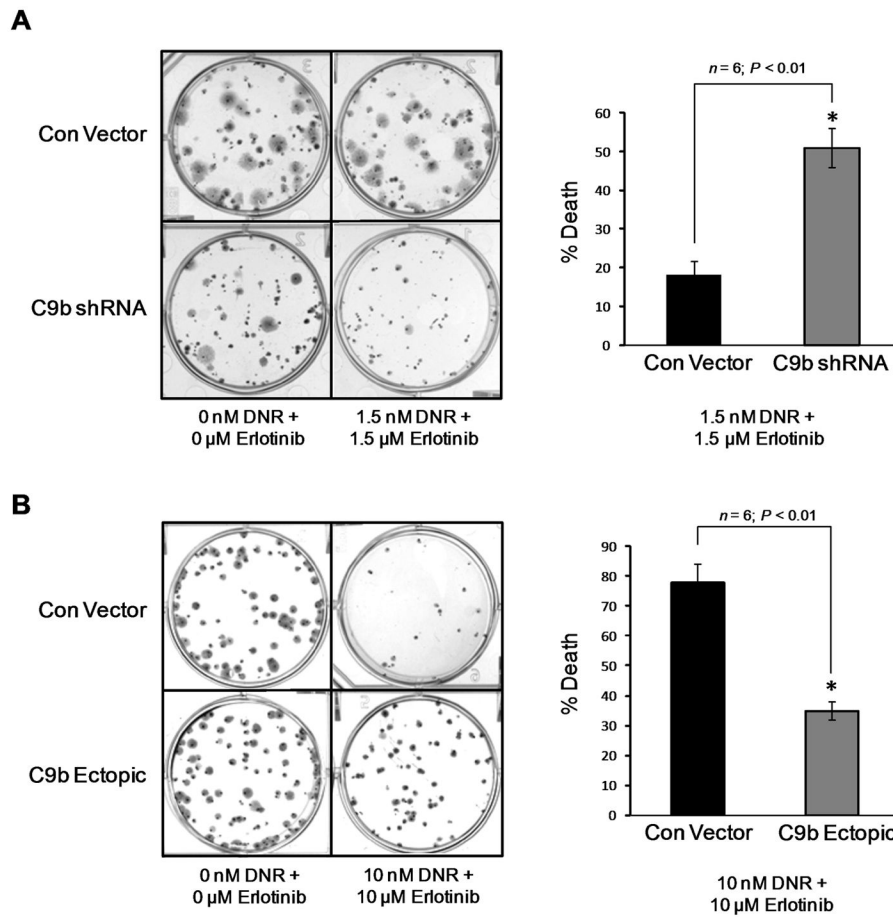 A
Con Vector
C9b shRNA
0 nM DNR +
0 µM Erlotinib
1.5 nM DNR +
1.5 µM Erlotinib
n = 6; P < 0.01
*
% Death
60
50
40
30
20
10
0
Con Vector
C9b shRNA
1.5 nM DNR +
1.5 µM Erlotinib
B
Con Vector
C9b Ectopic
0 nM DNR +
0 µM Erlotinib
10 nM DNR +
10 µM Erlotinib
n = 6; P < 0.01
*
% Death
90
80
70
60
50
40
30
20
10
0
Con Vector
C9b Ectopic
10 nM DNR +
10 µM Erlotinib